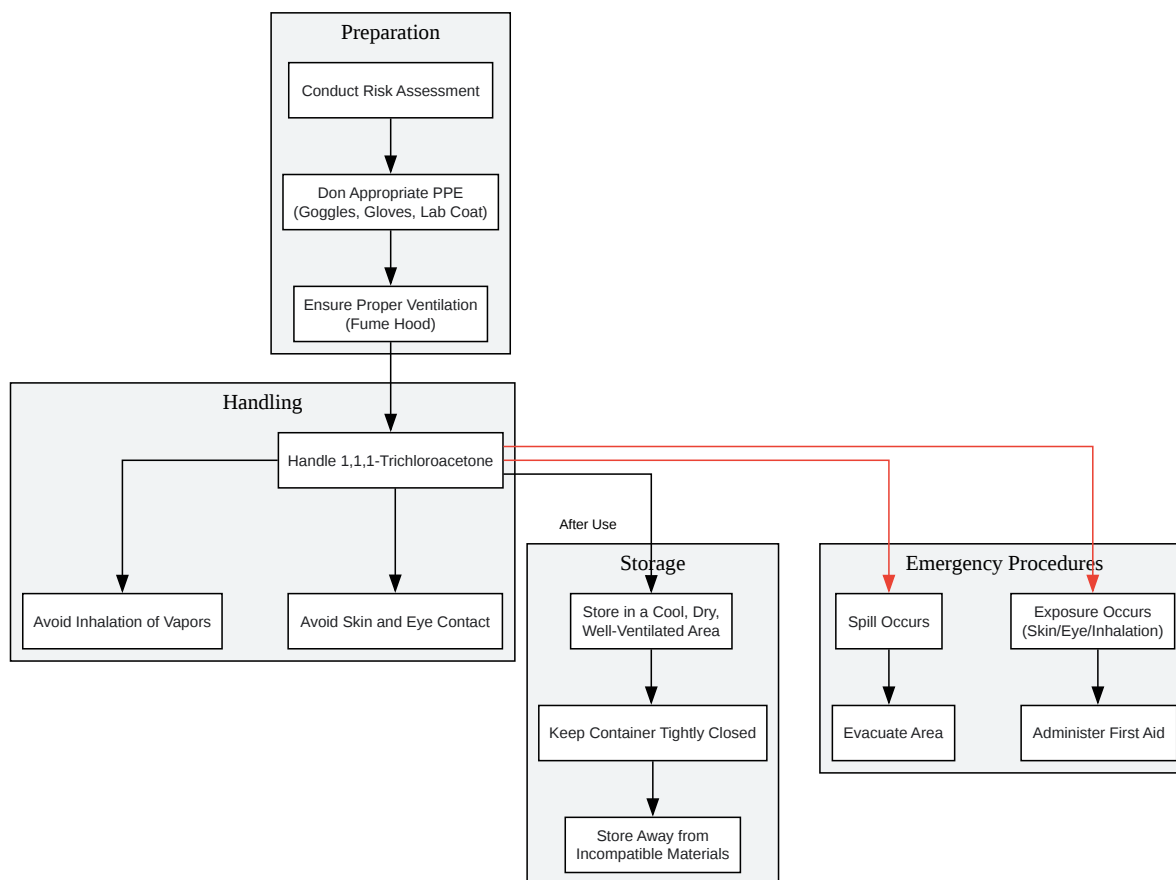 Preparation
Conduct Risk Assessment
Don Appropriate PPE
(Goggles, Gloves, Lab Coat)
Ensure Proper Ventilation
(Fume Hood)
Handling
Handle 1,1,1-Trichloroacetone
Avoid Inhalation of Vapors
Avoid Skin and Eye Contact
After Use
Storage
Store in a Cool, Dry,
Well-Ventilated Area
Keep Container Tightly Closed
Store Away from
Incompatible Materials
Emergency Procedures
Spill Occurs
Evacuate Area
Exposure Occurs
(Skin/Eye/Inhalation)
Administer First Aid